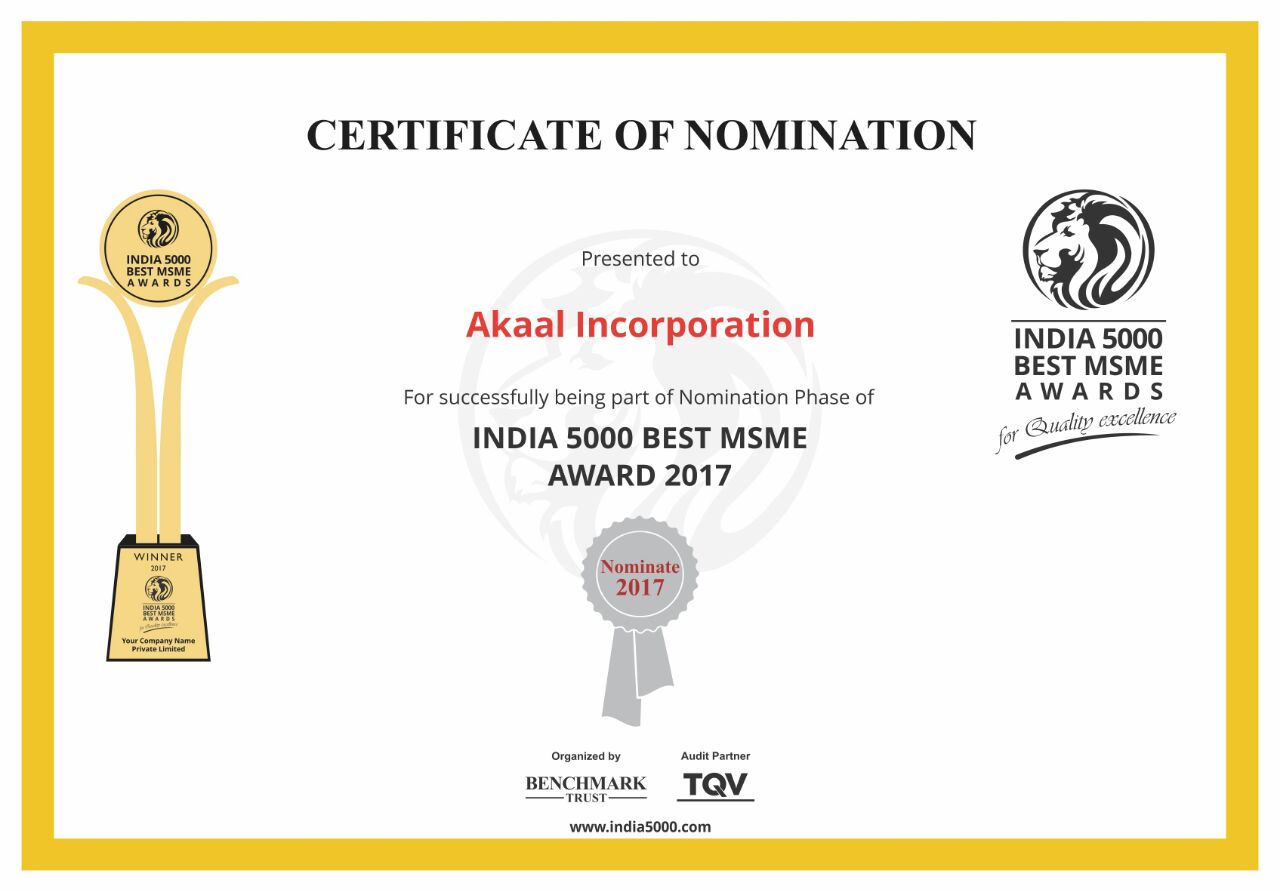 CERTIFICATE OF NOMINATION
INDIA 5000
BEST MSME
AWARDS
Presented to
Akaal Incorporation
For successfully being part of Nomination Phase of
INDIA 5000 BEST MSME
AWARD 2017
INDIA 5000
BEST MSME
AWARDS
for Quality excellence
WINNER
2017
INDIA 5000
BEST MSME
AWARDS
for Quality excellence
Your Company Name
Private Limited
Nominate
2017
Organized by
BENCHMARK
TRUST
Audit Partner
TQV
www.india5000.com